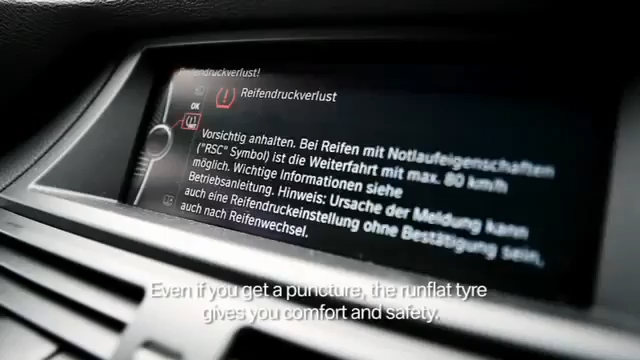 Reifendruckverlust!
OK
Reifendruckverlust
Vorsichtig anhalten. Bei Reifen mit Notlaufeigenschaften
("RSC" Symbol) ist die Weiterfahrt mit max. 80 km/h
möglich. Wichtige Informationen siehe
Betriebsanleitung. Hinweis: Ursache der Meldung kann
auch eine Reifendruckeinstellung ohne Bestätigung sein,
auch nach Reifenwechsel.
Even if you get a puncture, the runflat tyre
gives you comfort and safety.